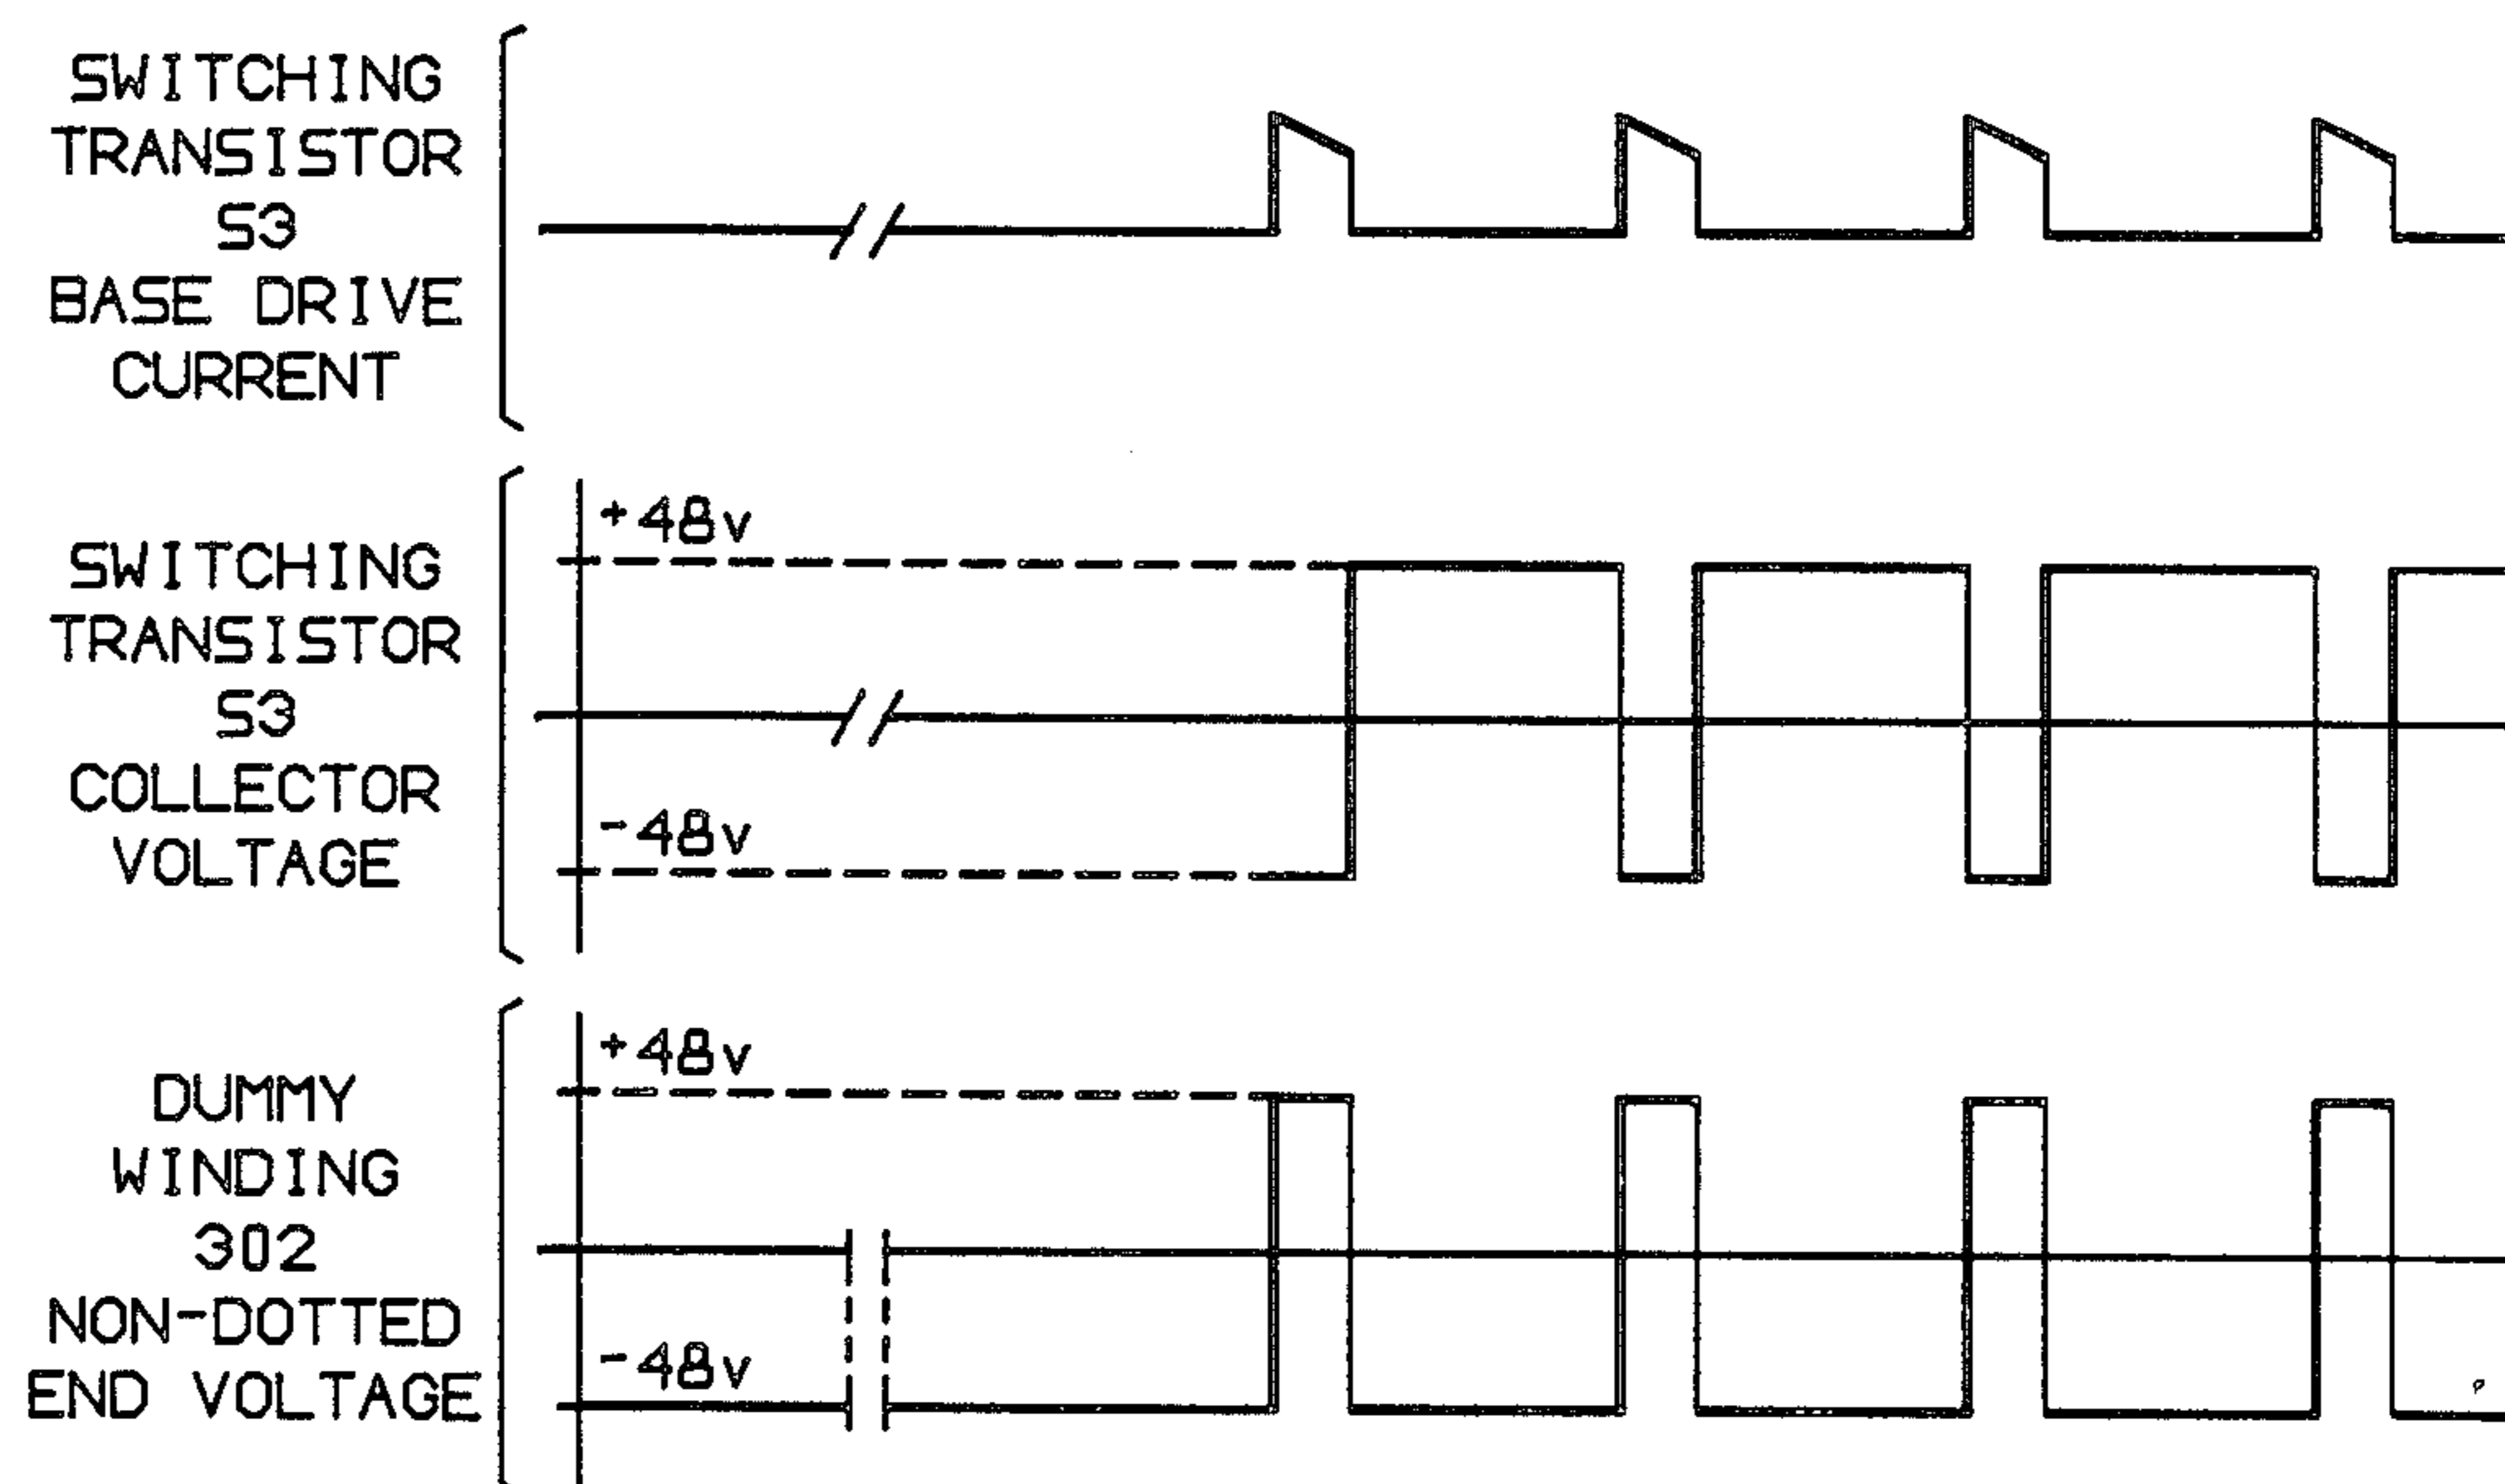 SWITCHING
TRANSISTOR
S3
BASE DRIVE
CURRENT
+48v
SWITCHING
TRANSISTOR
S3
COLLECTOR
VOLTAGE
-48v
+48v
DUMMY
WINDING
302
NON-DOTTED
END VOLTAGE
-48v